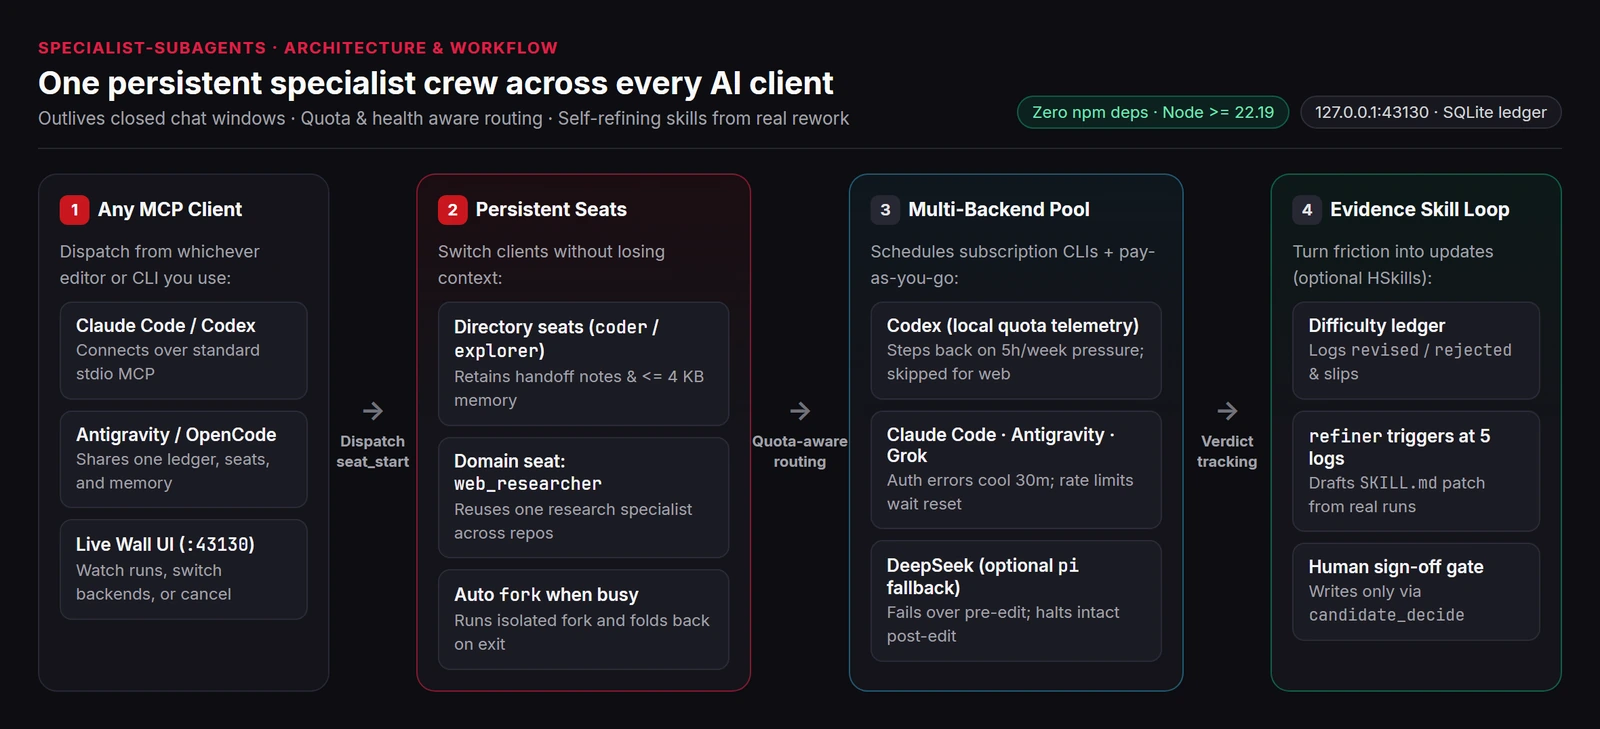 SPECIALIST-SUBAGENTS · ARCHITECTURE & WORKFLOW
One persistent specialist crew across every AI client
Outlives closed chat windows · Quota & health aware routing · Self-refining skills from real rework
Zero npm deps · Node >= 22.19
127.0.0.1:43130 · SQLite ledger
1 Any MCP Client
Dispatch from whichever
editor or CLI you use:
Claude Code / Codex
Connects over standard
stdio MCP
Antigravity / OpenCode
Shares one ledger, seats,
and memory
Live Wall UI (:43130)
Watch runs, switch
backends, or cancel
→
Dispatch
seat_start
2 Persistent Seats
Switch clients without losing
context:
Directory seats (coder /
explorer)
Retains handoff notes & <= 4 KB
memory
Domain seat:
web_researcher
Reuses one research specialist
across repos
Auto fork when busy
Runs isolated fork and folds back
on exit
→
Quota-aware
routing
3 Multi-Backend Pool
Schedules subscription CLIs + pay-
as-you-go:
Codex (local quota telemetry)
Steps back on 5h/week pressure;
skipped for web
Claude Code · Antigravity ·
Grok
Auth errors cool 30m; rate limits
wait reset
DeepSeek (optional pi
fallback)
Fails over pre-edit; halts intact
post-edit
→
Verdict
tracking
4 Evidence Skill Loop
Turn friction into updates
(optional HSkills):
Difficulty ledger
Logs revised / rejected
& slips
refiner triggers at 5
logs
Drafts SKILL.md patch
from real runs
Human sign-off gate
Writes only via
candidate_decide